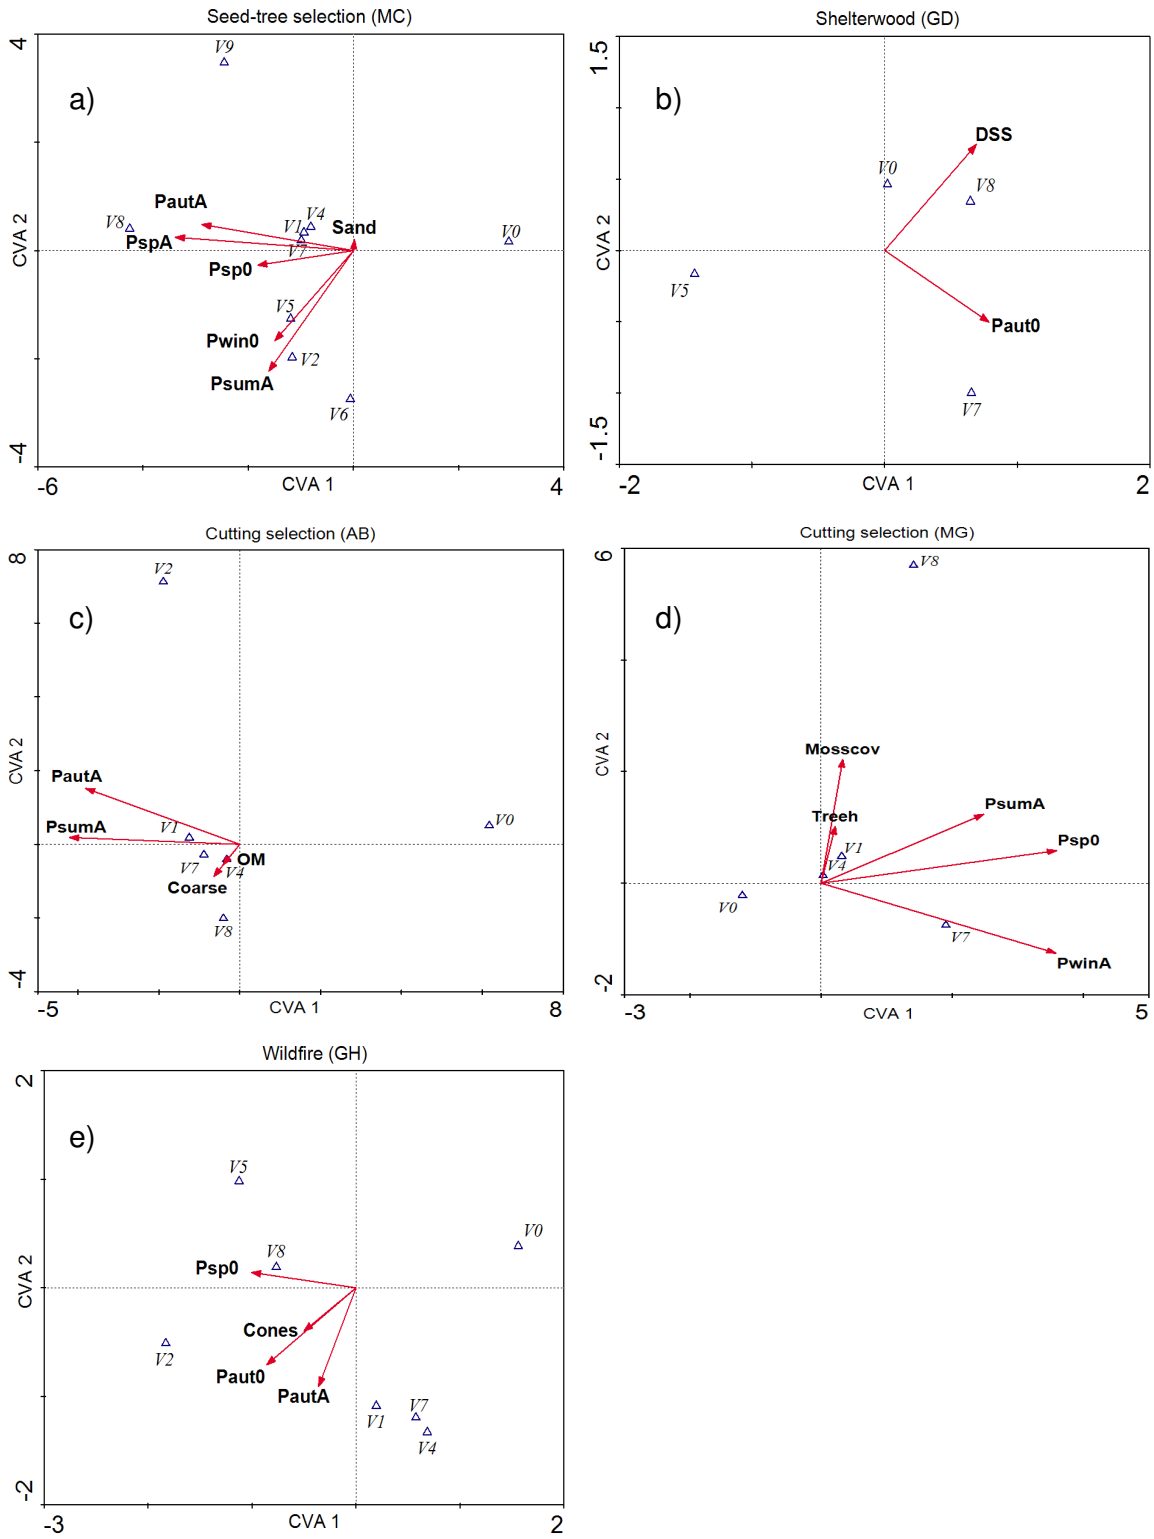 Seed-tree selection (MC)
4
V9
a)
PautA
V8
PspA
V1
V4
Sand
V0
V7
Psp0
V5
Pwin0
V2
PsumA
V6
CVA 2
-4
-6
CVA 1
4
Shelterwood (GD)
1.5
b)
DSS
V0
V8
V5
Paut0
V7
CVA 2
-1.5
-2
CVA 1
2
Cutting selection (AB)
8
V2
c)
PautA
PsumA
V1
V0
V7
OM
V4
Coarse
V8
CVA 2
-4
-5
CVA 1
8
Cutting selection (MG)
6
V8
d)
Mosscov
PsumA
Treeh
Psp0
V1
V4
V0
V7
PwinA
CVA 2
-2
-3
CVA 1
5
Wildfire (GH)
2
e)
V5
V0
V8
Psp0
Cones
V2
Paut0
PautA
V1
V7
V4
CVA 2
-2
-3
CVA 1
2